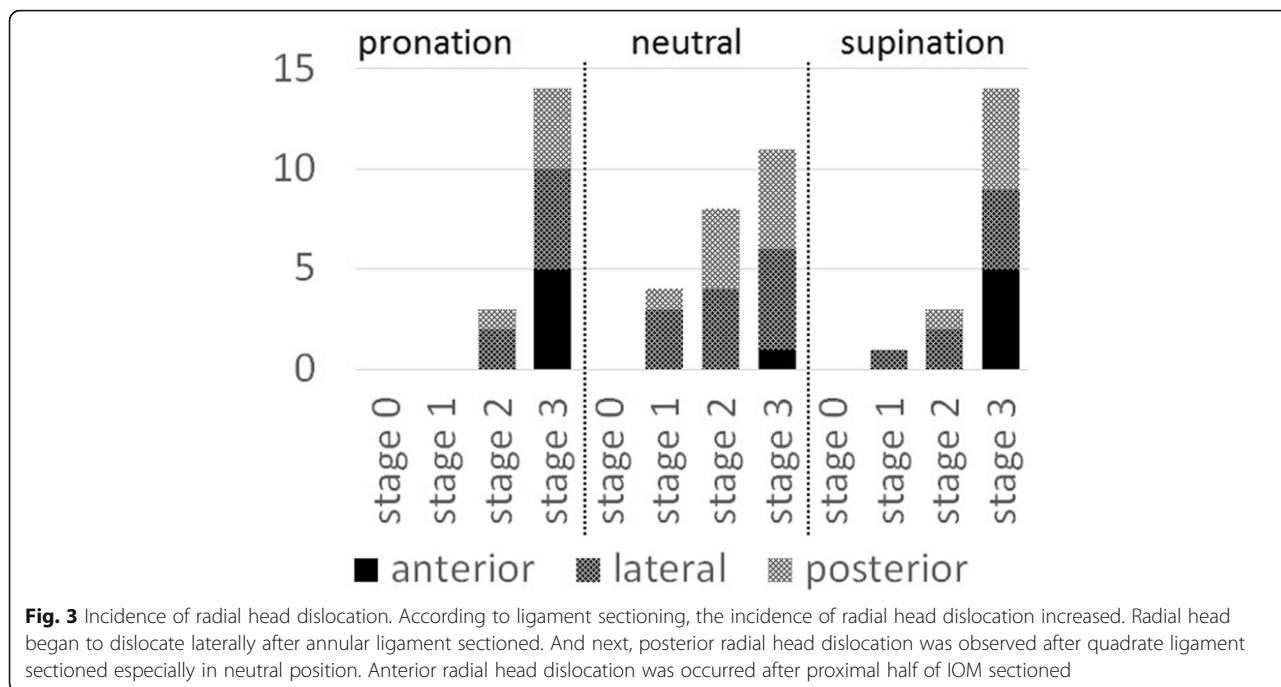 pronation neutral supination
15
10
5
0
stage 0 stage 1 stage 2 stage 3 stage 0 stage 1 stage 2 stage 3 stage 0 stage 1 stage 2 stage 3
anterior lateral posterior
Fig. 3 Incidence of radial head dislocation. According to ligament sectioning, the incidence of radial head dislocation increased. Radial head
began to dislocate laterally after annular ligament sectioned. And next, posterior radial head dislocation was observed after quadrate ligament
sectioned especially in neutral position. Anterior radial head dislocation was occurred after proximal half of IOM sectioned